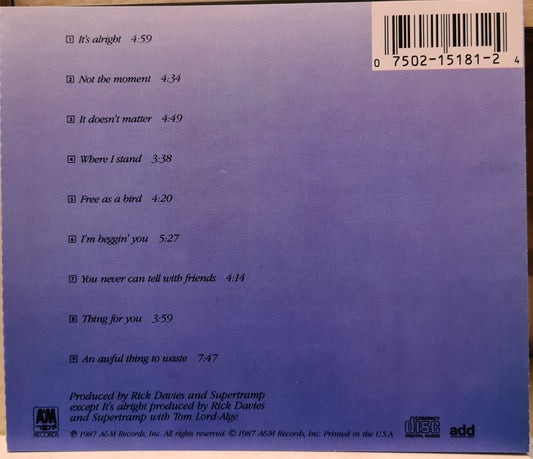 1 It's alright 4:59
2 Not the moment 4:34
3 It doesn't matter 4:49
4 Where I stand 3:38
5 Free as a bird 4:20
6 I'm beggin' you 5:27
7 You never can tell with friends 4:14
8 Thing for you 3:59
9 An awful thing to waste 7:47
0 7502-15181-2 4
Produced by Rick Davies and Supertramp
except It's alright produced by Rick Davies
and Supertramp with Tom Lord-Alge.
A&M
RECORDS
℗ 1987 A&M Records, Inc. All rights reserved. © 1987 A&M Records, Inc. Printed in the U.S.A.
COMPACT
disc
DIGITAL AUDIO
add